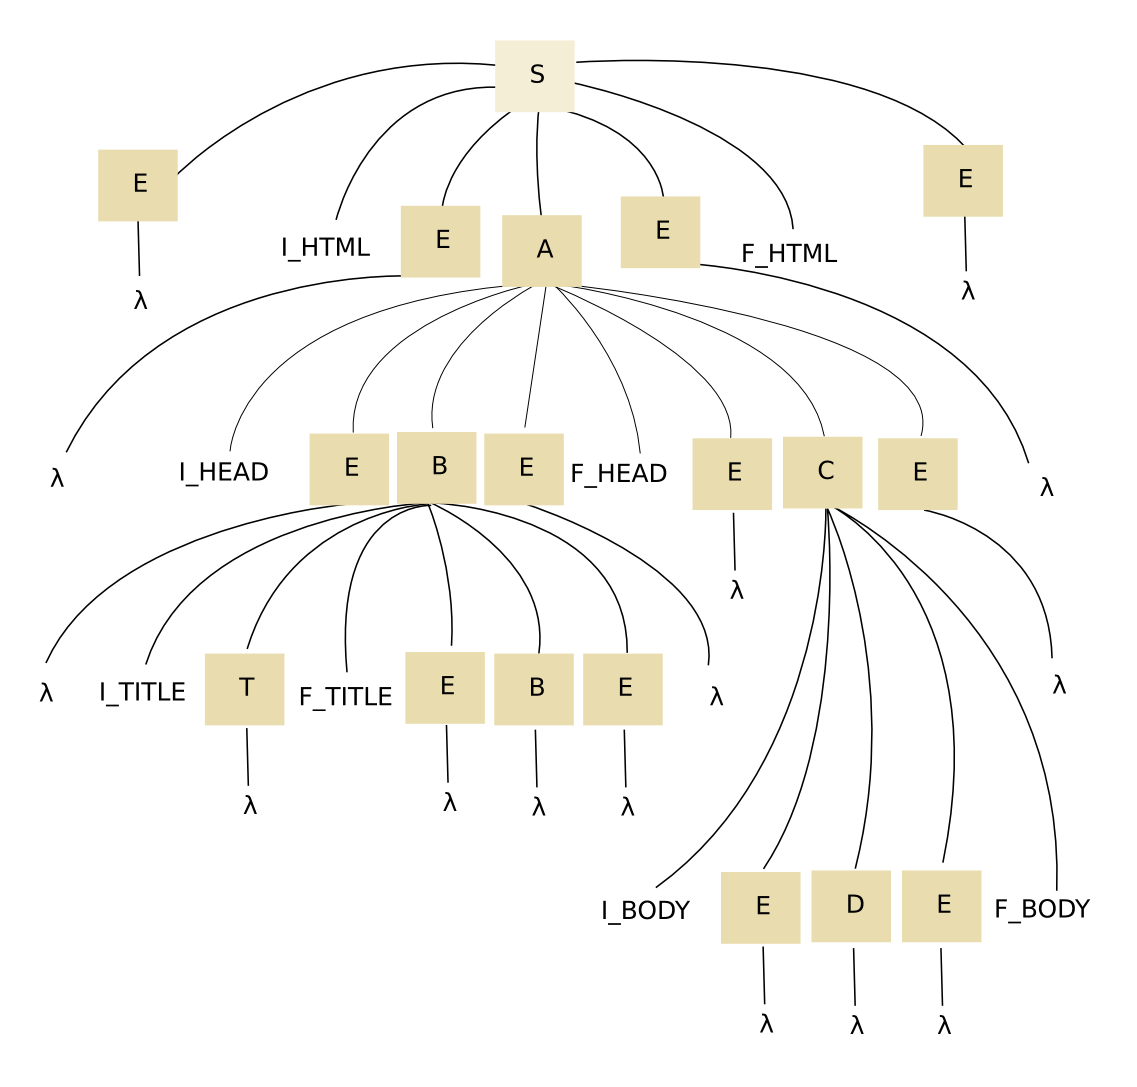 S
E
E
I_HTML
E
A
E
F_HTML
λ
λ
I_HEAD
E
B
E
F_HEAD
E
C
E
λ
λ
λ
λ
I_TITLE
T
F_TITLE
E
B
E
λ
λ
λ
λ
λ
λ
I_BODY
E
D
E
F_BODY
λ
λ
λ